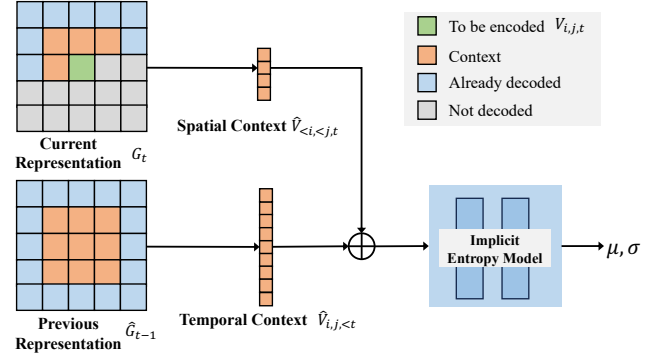 To be encoded V_{i,j,t}
Context
Already decoded
Not decoded
Current
Representation G_t
Spatial Context V̂_{<i,<j,t}
Previous
Representation Ĝ_{t−1}
Temporal Context V̂_{i,j,<t}
Implicit
Entropy Model
μ, σ